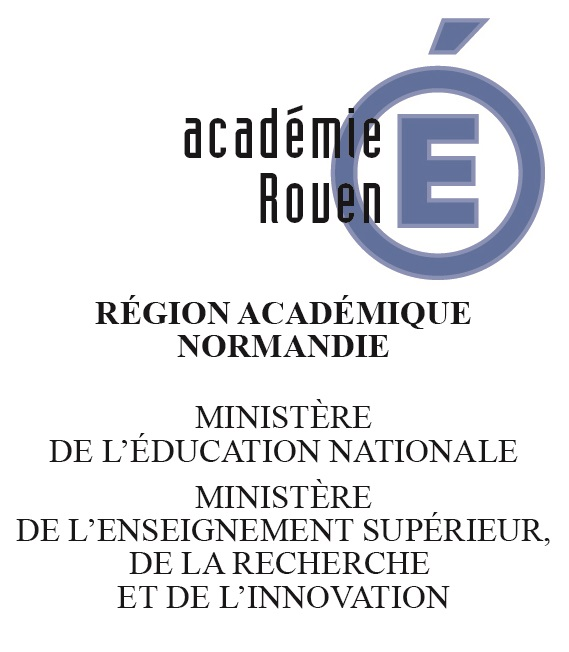 académie
Rouen
É
RÉGION ACADÉMIQUE
NORMANDIE
MINISTÈRE
DE L’ÉDUCATION NATIONALE
MINISTÈRE
DE L’ENSEIGNEMENT SUPÉRIEUR,
DE LA RECHERCHE
ET DE L’INNOVATION